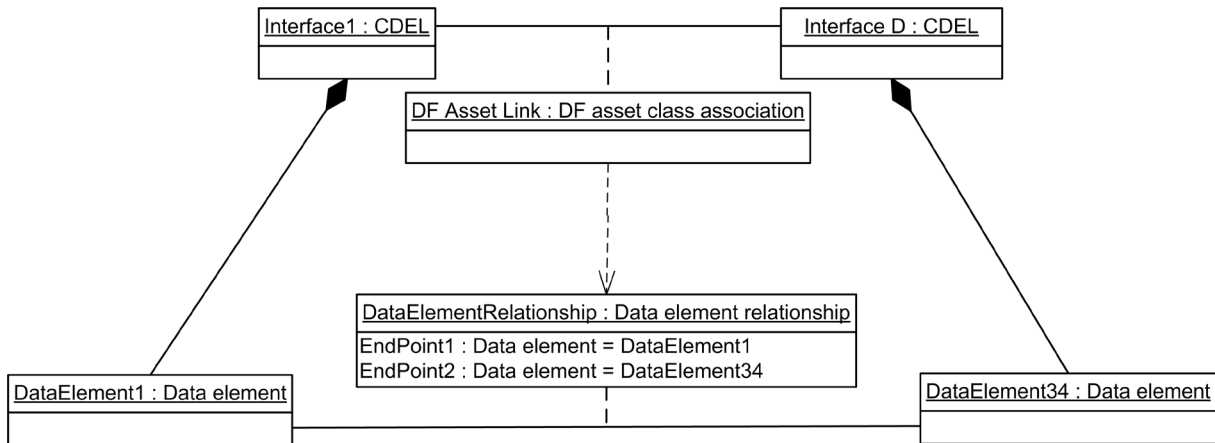 Interface1 : CDEL
Interface D : CDEL
DF Asset Link : DF asset class association
DataElementRelationship : Data element relationship
EndPoint1 : Data element = DataElement1
EndPoint2 : Data element = DataElement34
DataElement1 : Data element
DataElement34 : Data element